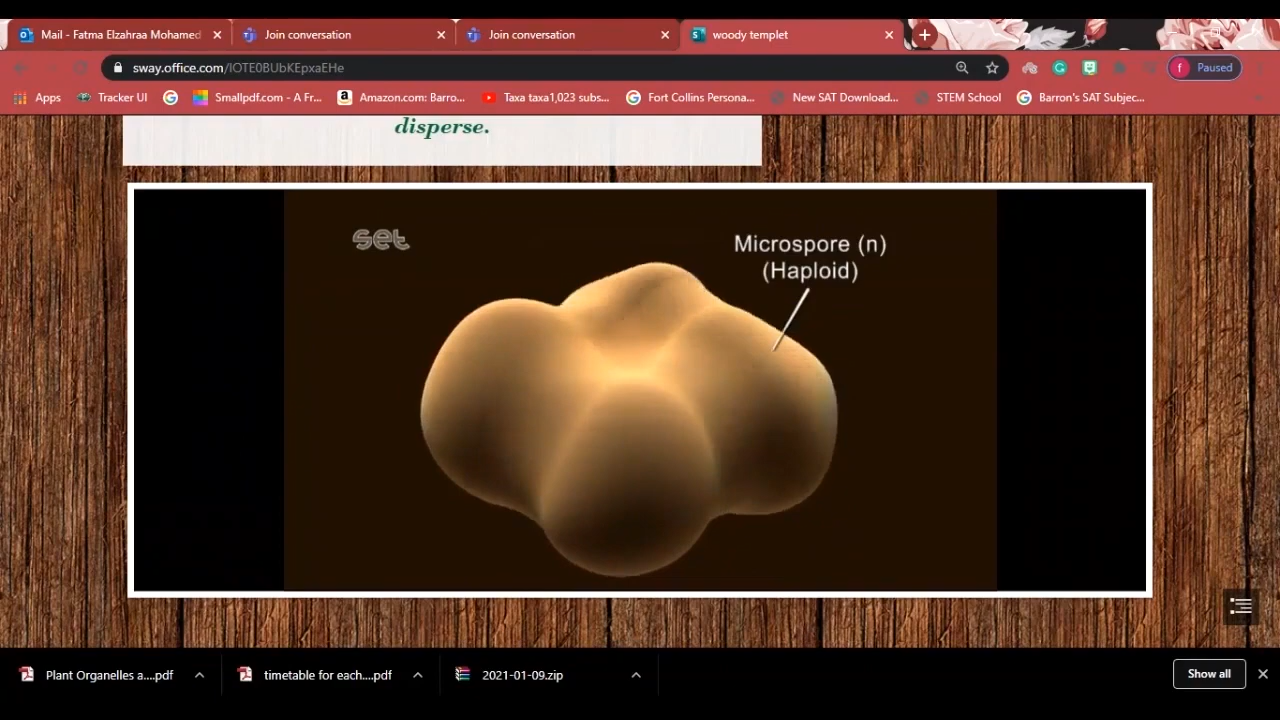 Mail - Fatma Elzahraa Mohamed
Join conversation
Join conversation
woody templet
sway.office.com/lOTE0BUbKEpxaEHe
Paused
Apps
Tracker UI
Smallpdf.com - A Fr...
Amazon.com: Barro...
Taxa taxa1,023 subs...
Fort Collins Persona...
New SAT Download...
STEM School
Barron's SAT Subjec...
disperse.
set
Microspore (n)
(Haploid)
Plant Organelles a....pdf
timetable for each....pdf
2021-01-09.zip
Show all